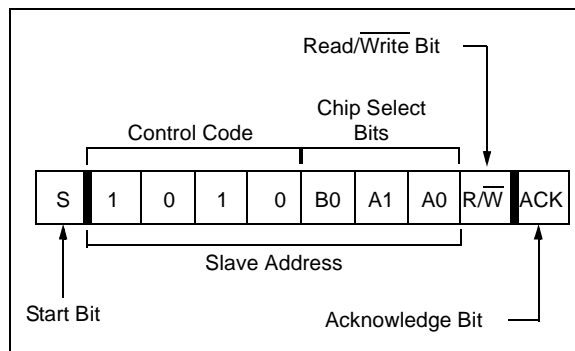 Read/Write Bit
Chip Select
Bits
Control Code
S 1 0 1 0 B0 A1 A0 R/W ACK
Slave Address
Start Bit
Acknowledge Bit